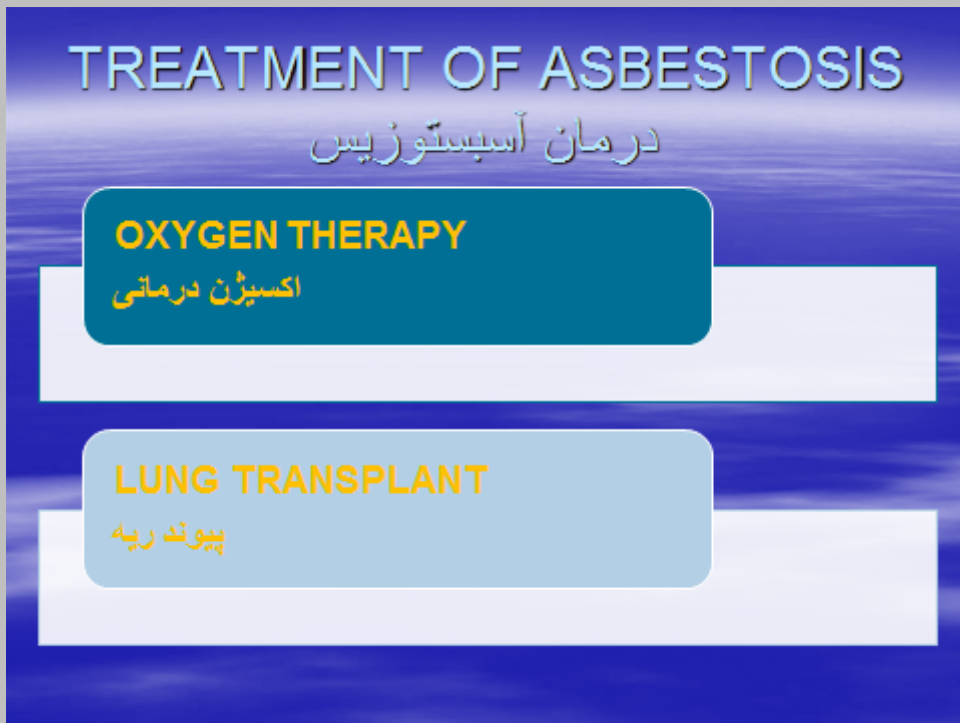 TREATMENT OF ASBESTOSIS
درمان آسبستوزیس
OXYGEN THERAPY
اکسیژن درمانی
LUNG TRANSPLANT
پیوند ریه